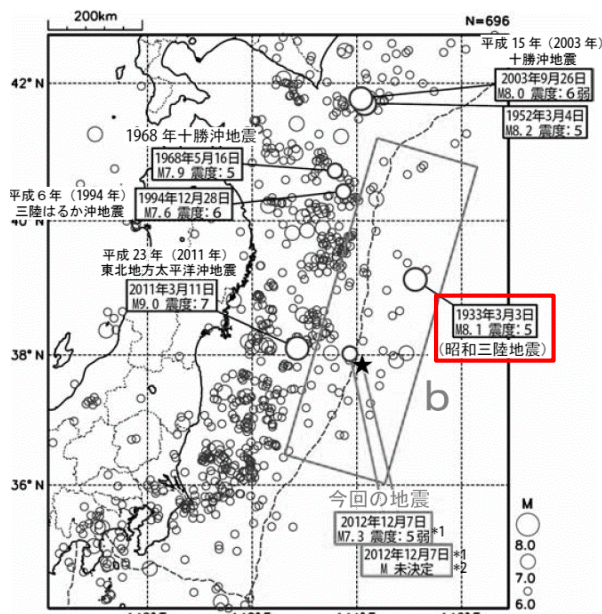 200km
N=696
平成 15 年（2003 年）
十勝沖地震
42°N
2003年9月26日
M8.0 震度：6弱
1952年3月4日
M8.2 震度：5
1968 年十勝沖地震
1968年5月16日
M7.9 震度：5
平成６年（1994 年）
三陸はるか沖地震
1994年12月28日
M7.6 震度：6
40°N
平成 23 年（2011 年）
東北地方太平洋沖地震
2011年3月11日
M9.0 震度：7
1933年3月3日
M8.1 震度：5
（昭和三陸地震）
38°N
b
36°N
今回の地震
2012年12月7日
M7.3 震度：5弱 *1
2012年12月7日 *1
M 未決定 *2
M
8.0
7.0
6.0